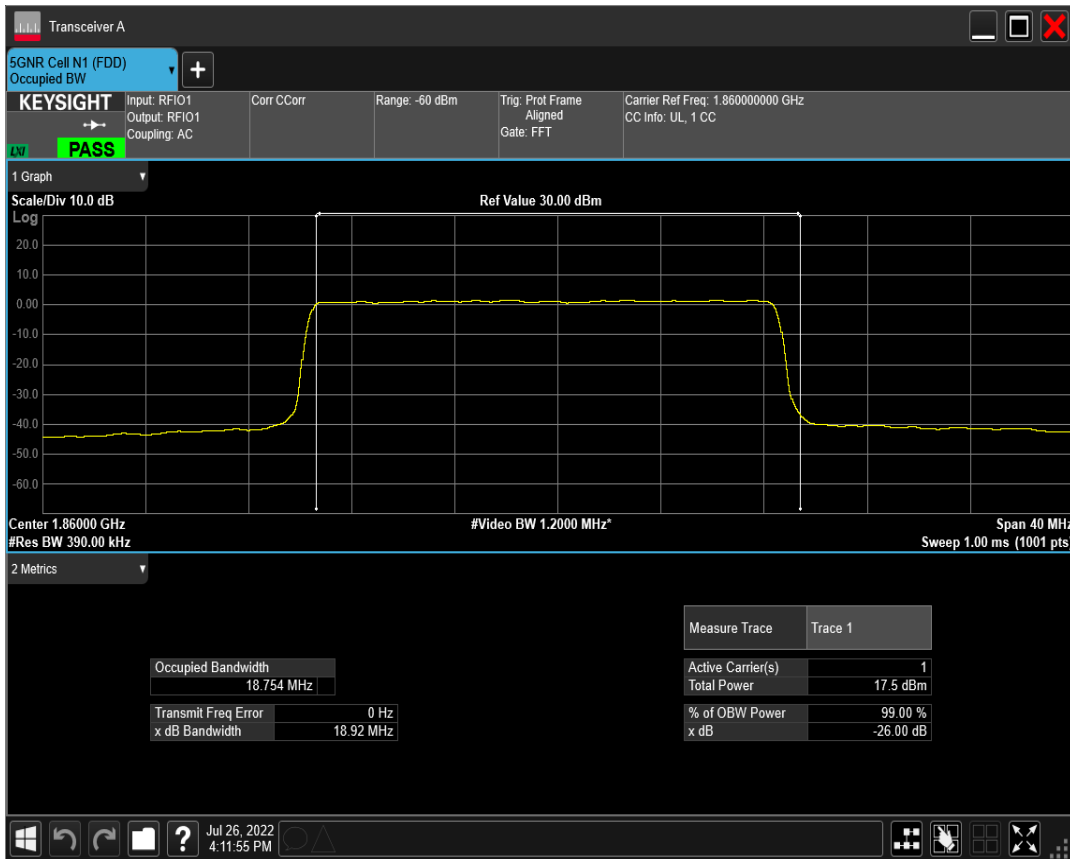 Transceiver A
5GNR Cell N1 (FDD)
Occupied BW
KEYSIGHT
LXI
PASS
Input: RFIO1
Output: RFIO1
Coupling: AC
Corr CCorr
Range: -60 dBm
Trig: Prot Frame
Aligned
Gate: FFT
Carrier Ref Freq: 1.860000000 GHz
CC Info: UL, 1 CC
1 Graph
Scale/Div 10.0 dB
Ref Value 30.00 dBm
Log
20.0
10.0
0.00
-10.0
-20.0
-30.0
-40.0
-50.0
-60.0
Center 1.86000 GHz
#Video BW 1.2000 MHz*
Span 40 MHz
#Res BW 390.00 kHz
Sweep 1.00 ms (1001 pts)
2 Metrics
Measure Trace Trace 1
Occupied Bandwidth
18.754 MHz
Active Carrier(s) 1
Total Power 17.5 dBm
Transmit Freq Error 0 Hz
x dB Bandwidth 18.92 MHz
% of OBW Power 99.00 %
x dB -26.00 dB
?
Jul 26, 2022
4:11:55 PM